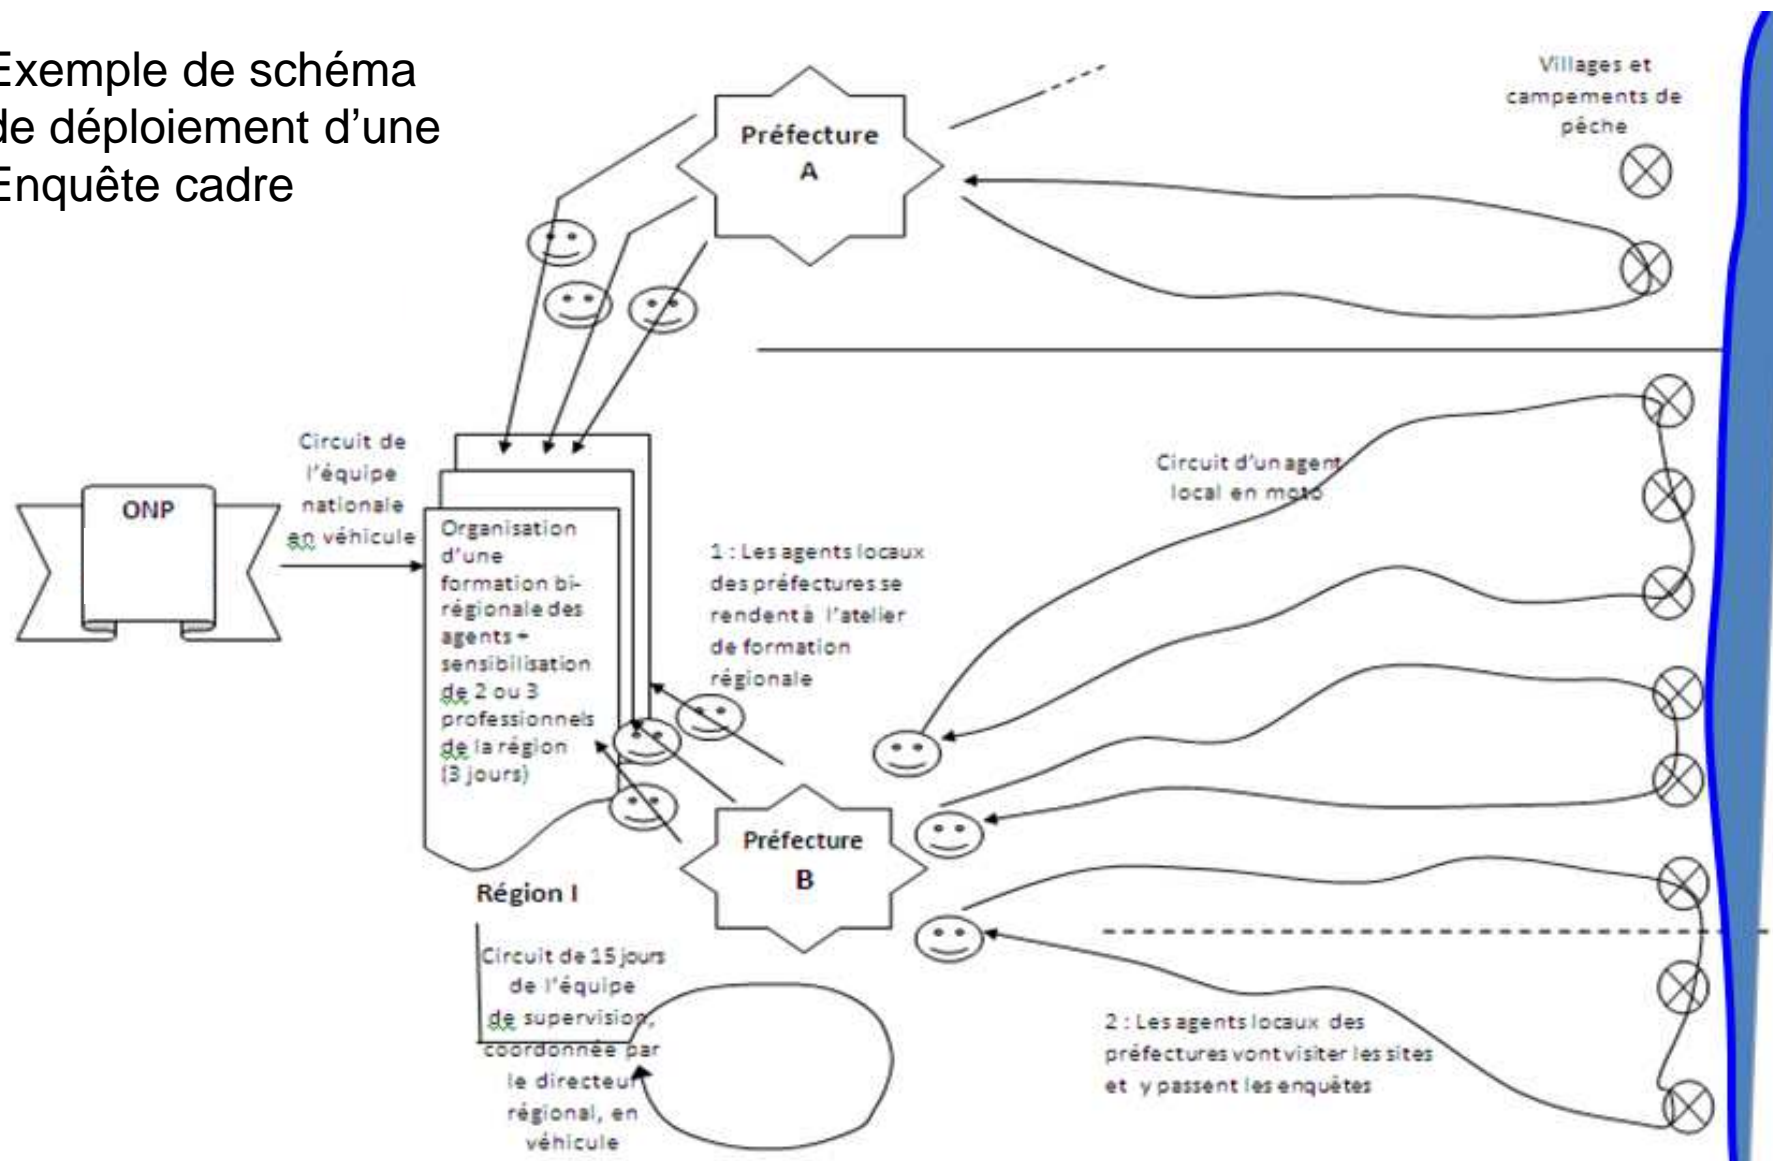 Exemple de schéma
de déploiement d'une
Enquête cadre
Préfecture
A
Villages et
campements de
pêche
Circuit de
l'équipe
nationale
en véhicule
ONP
Organisation
d'une
formation bi-
régionale des
agents +
sensibilisation
de 2 ou 3
professionnels
de la région
(3 jours)
1 : Les agents locaux
des préfectures se
rendent à l'atelier
de formation
régionale
Circuit d'un agent
local en moto
Préfecture
B
Région I
Circuit de 15 jours
de l'équipe
de supervision,
coordonnée par
le directeur
régional, en
véhicule
2 : Les agents locaux des
préfectures vont visiter les sites
et y passent les enquêtes